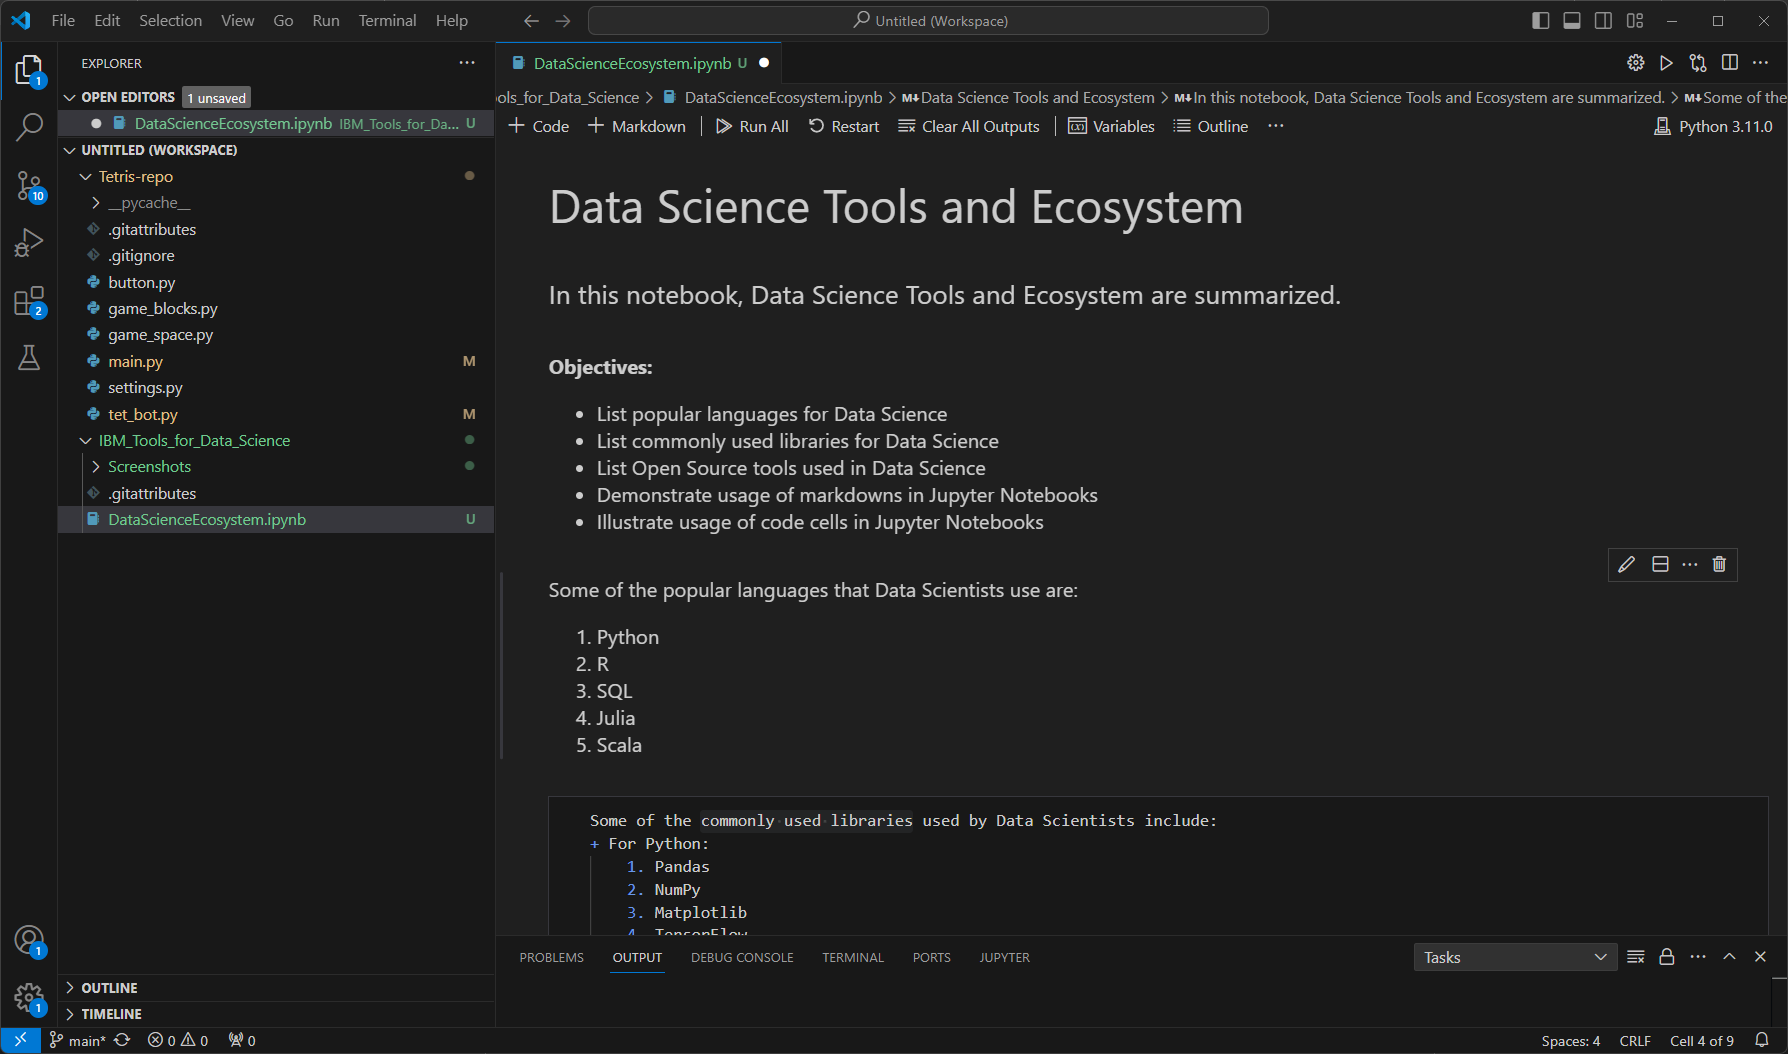 File Edit Selection View Go Run Terminal Help
Untitled (Workspace)
EXPLORER
OPEN EDITORS 1 unsaved
DataScienceEcosystem.ipynb IBM_Tools_for_Da... U
UNTITLED (WORKSPACE)
Tetris-repo
__pycache__
.gitattributes
.gitignore
button.py
game_blocks.py
game_space.py
main.py M
settings.py
tet_bot.py M
IBM_Tools_for_Data_Science
Screenshots
.gitattributes
DataScienceEcosystem.ipynb U
OUTLINE
TIMELINE
1
10
2
1
1
DataScienceEcosystem.ipynb U
ols_for_Data_Science > DataScienceEcosystem.ipynb > M↓Data Science Tools and Ecosystem > M↓In this notebook, Data Science Tools and Ecosystem are summarized. > M↓Some of the
+ Code + Markdown Run All Restart Clear All Outputs (x) Variables Outline ... Python 3.11.0
Data Science Tools and Ecosystem
In this notebook, Data Science Tools and Ecosystem are summarized.
Objectives:
• List popular languages for Data Science
• List commonly used libraries for Data Science
• List Open Source tools used in Data Science
• Demonstrate usage of markdowns in Jupyter Notebooks
• Illustrate usage of code cells in Jupyter Notebooks
Some of the popular languages that Data Scientists use are:
1. Python
2. R
3. SQL
4. Julia
5. Scala
Some of the commonly used libraries used by Data Scientists include:
+ For Python:
1. Pandas
2. NumPy
3. Matplotlib
4. TensorFlow
PROBLEMS OUTPUT DEBUG CONSOLE TERMINAL PORTS JUPYTER Tasks
main* 0 0 0 Spaces: 4 CRLF Cell 4 of 9